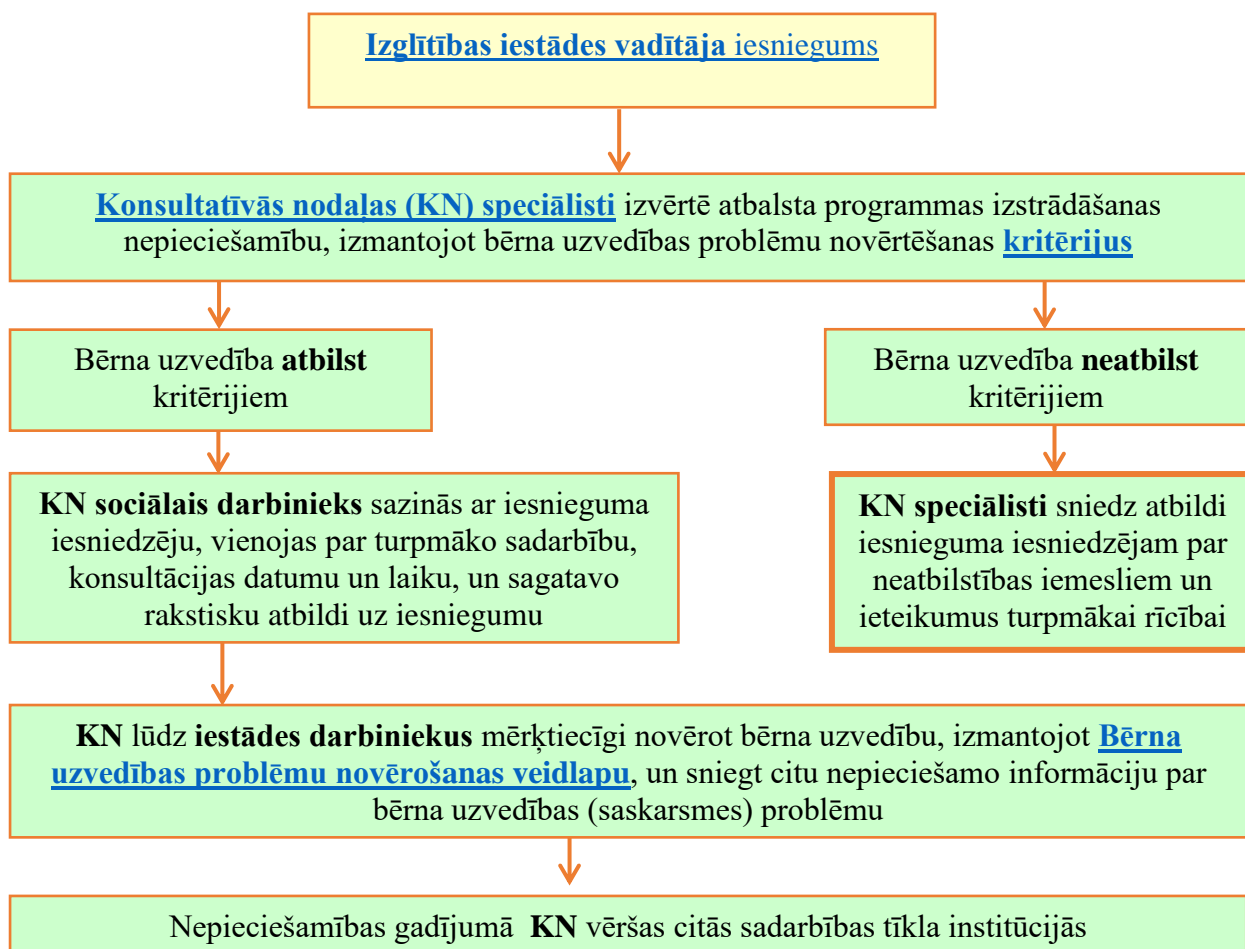 Izglītības iestādes vadītāja iesniegums
Konsultatīvās nodaļas (KN) speciālisti izvērtē atbalsta programmas izstrādāšanas
nepieciešamību, izmantojot bērna uzvedības problēmu novērtēšanas kritērijus
Bērna uzvedība atbilst
kritērijiem
Bērna uzvedība neatbilst
kritērijiem
KN sociālais darbinieks sazinās ar iesnieguma
iesniedzēju, vienojas par turpmāko sadarbību,
konsultācijas datumu un laiku, un sagatavo
rakstisku atbildi uz iesniegumu
KN speciālisti sniedz atbildi
iesnieguma iesniedzējam par
neatbilstības iemesliem un
ieteikumus turpmākai rīcībai
KN lūdz iestādes darbiniekus mērķtiecīgi novērot bērna uzvedību, izmantojot Bērna
uzvedības problēmu novērošanas veidlapu, un sniegt citu nepieciešamo informāciju par
bērna uzvedības (saskarsmes) problēmu
Nepieciešamības gadījumā KN vēršas citās sadarbības tīkla institūcijās